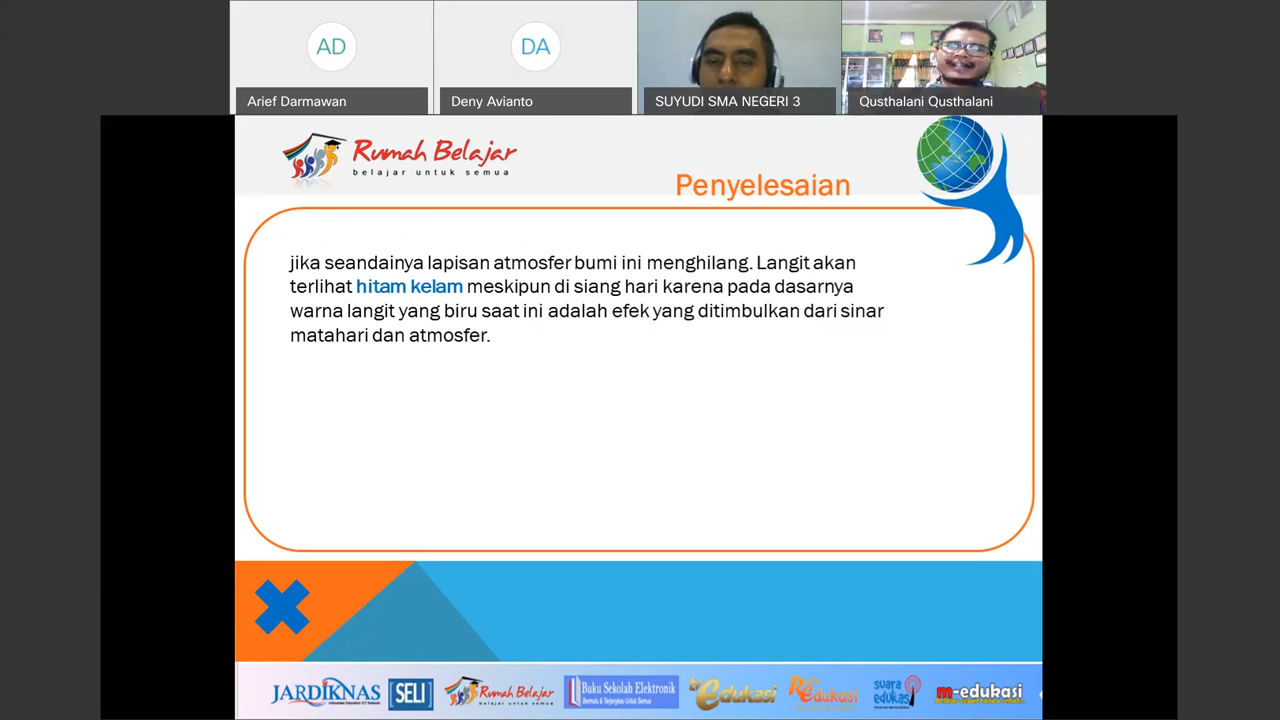 AD
DA
Arief Darmawan
Deny Avianto
SUYUDI SMA NEGERI 3
Qusthalani Qusthalani
Rumah Belajar
belajar untuk semua
Penyelesaian
jika seandainya lapisan atmosfer bumi ini menghilang. Langit akan
terlihat hitam kelam meskipun di siang hari karena pada dasarnya
warna langit yang biru saat ini adalah efek yang ditimbulkan dari sinar
matahari dan atmosfer.
JARDIKNAS
SELI
Rumah Belajar
Buku Sekolah Elektronik
edukasi
edukasi
suara
edukasi
m-edukasi